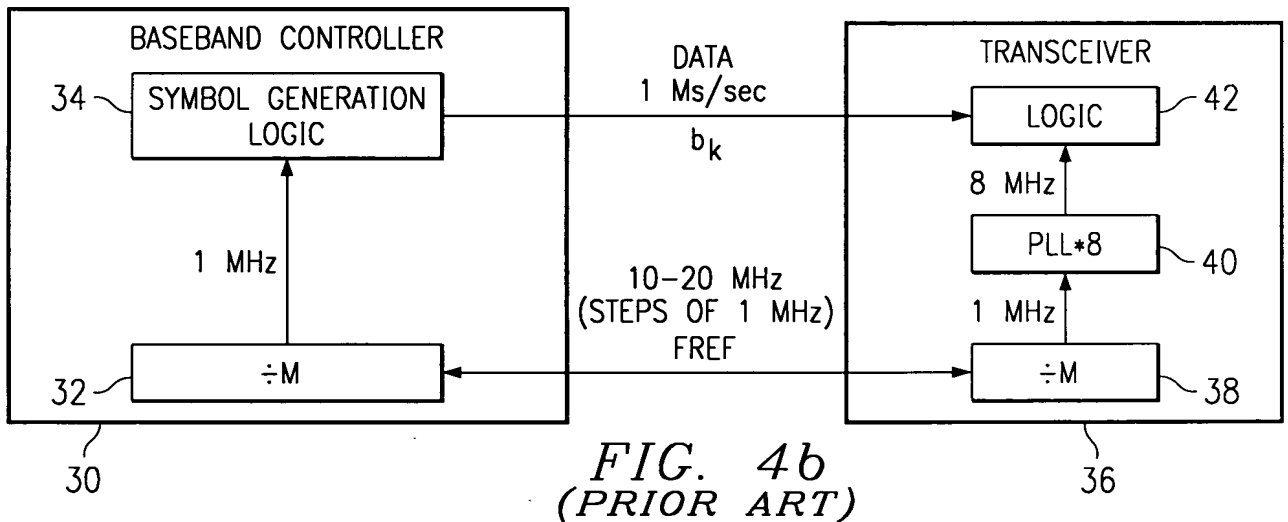 BASEBAND CONTROLLER
34
SYMBOL GENERATION
LOGIC
1 MHz
32
÷M
30
DATA
1 Ms/sec
b_k
10-20 MHz
(STEPS OF 1 MHz)
FREF
TRANSCEIVER
42
LOGIC
8 MHz
PLL*8
40
1 MHz
÷M
38
36
FIG. 4b
(PRIOR ART)